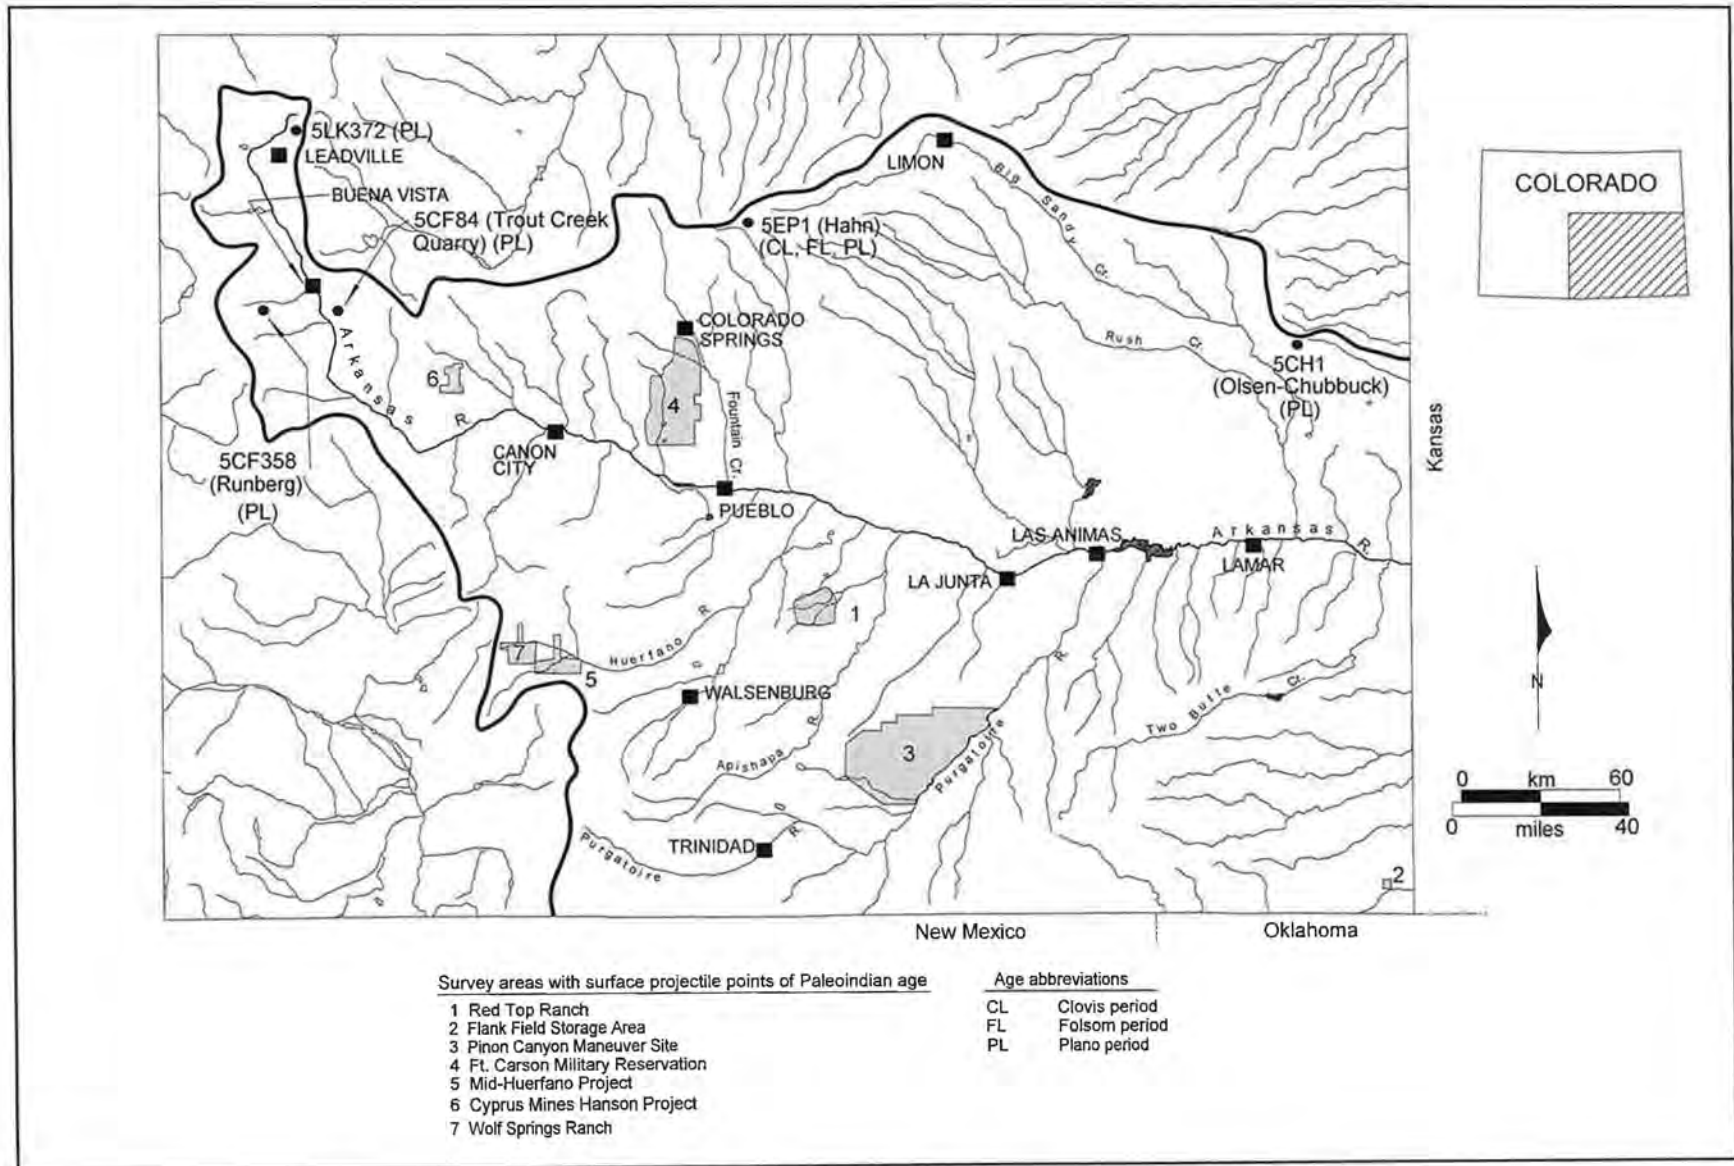 5LK372 (PL)
LEADVILLE
BUENA VISTA
5CF84 (Trout Creek
Quarry) (PL)
LIMON
Big Sandy Cr.
5EP1 (Hahn)
(CL, FL, PL)
COLORADO
COLORADO
SPRINGS
Arkansas R.
Rush Cr.
5CH1
(Olsen-Chubbuck)
(PL)
6
4
Fountain Cr.
CANON
CITY
5CF358
(Runberg)
(PL)
Kansas
PUEBLO
LAS ANIMAS
Arkansas R.
LAMAR
LA JUNTA
1
7
Huerfano R.
5
WALSENBURG
Two Butte Cr.
N
Apishapa R.
3
Purgatoire R.
0 km 60
0 miles 40
TRINIDAD
Purgatoire R.
2
New Mexico
Oklahoma
Survey areas with surface projectile points of Paleoindian age
1 Red Top Ranch
2 Flank Field Storage Area
3 Pinon Canyon Maneuver Site
4 Ft. Carson Military Reservation
5 Mid-Huerfano Project
6 Cyprus Mines Hanson Project
7 Wolf Springs Ranch
Age abbreviations
CL Clovis period
FL Folsom period
PL Plano period